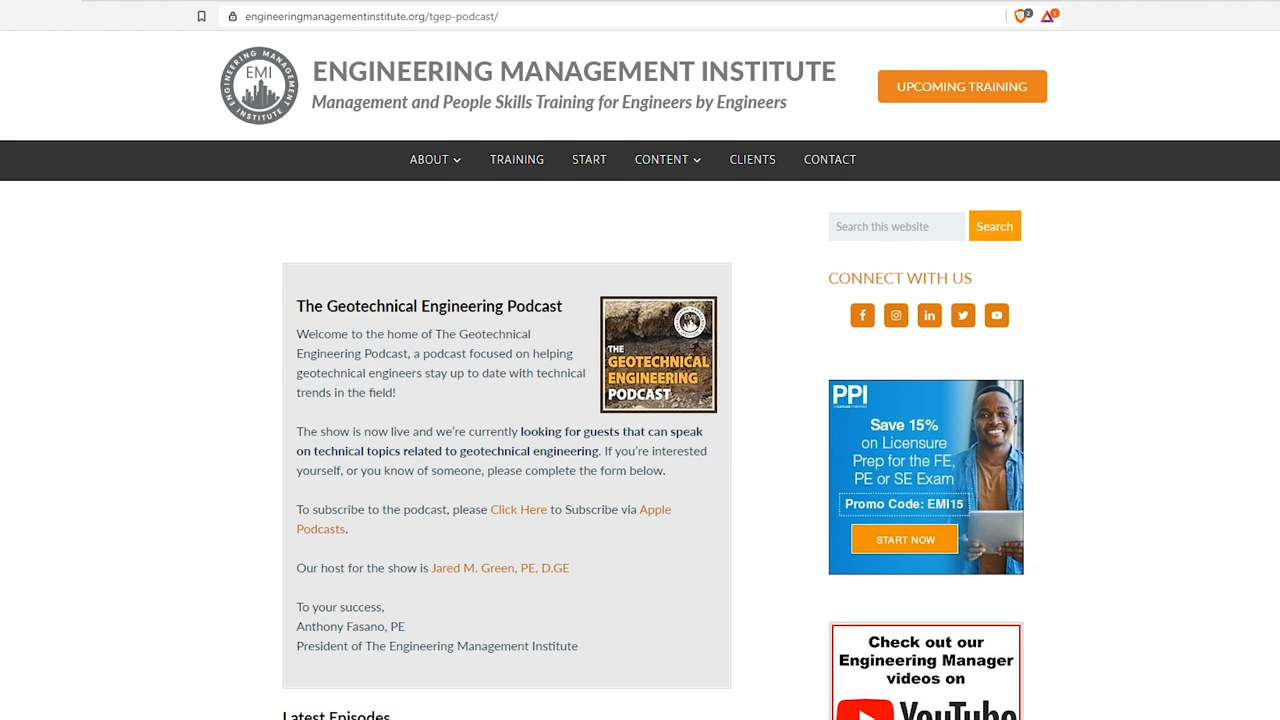 engineeringmanagementinstitute.org/tgep-podcast/
2
1
ENGINEERING MANAGEMENT INSTITUTE
EMI
ENGINEERING MANAGEMENT INSTITUTE
Management and People Skills Training for Engineers by Engineers
UPCOMING TRAINING
ABOUT TRAINING START CONTENT CLIENTS CONTACT
Search this website Search
CONNECT WITH US
The Geotechnical Engineering Podcast
Welcome to the home of The Geotechnical
Engineering Podcast, a podcast focused on helping
geotechnical engineers stay up to date with technical
trends in the field!
EMI
THE
GEOTECHNICAL
ENGINEERING
PODCAST
The show is now live and we’re currently looking for guests that can speak
on technical topics related to geotechnical engineering. If you’re interested
yourself, or you know of someone, please complete the form below.
To subscribe to the podcast, please Click Here to Subscribe via Apple
Podcasts.
Our host for the show is Jared M. Green, PE, D.GE
To your success,
Anthony Fasano, PE
President of The Engineering Management Institute
Latest Episodes
PPI
Save 15%
on Licensure
Prep for the FE,
PE or SE Exam
Promo Code: EMI15
START NOW
Check out our
Engineering Manager
videos on
YouTube